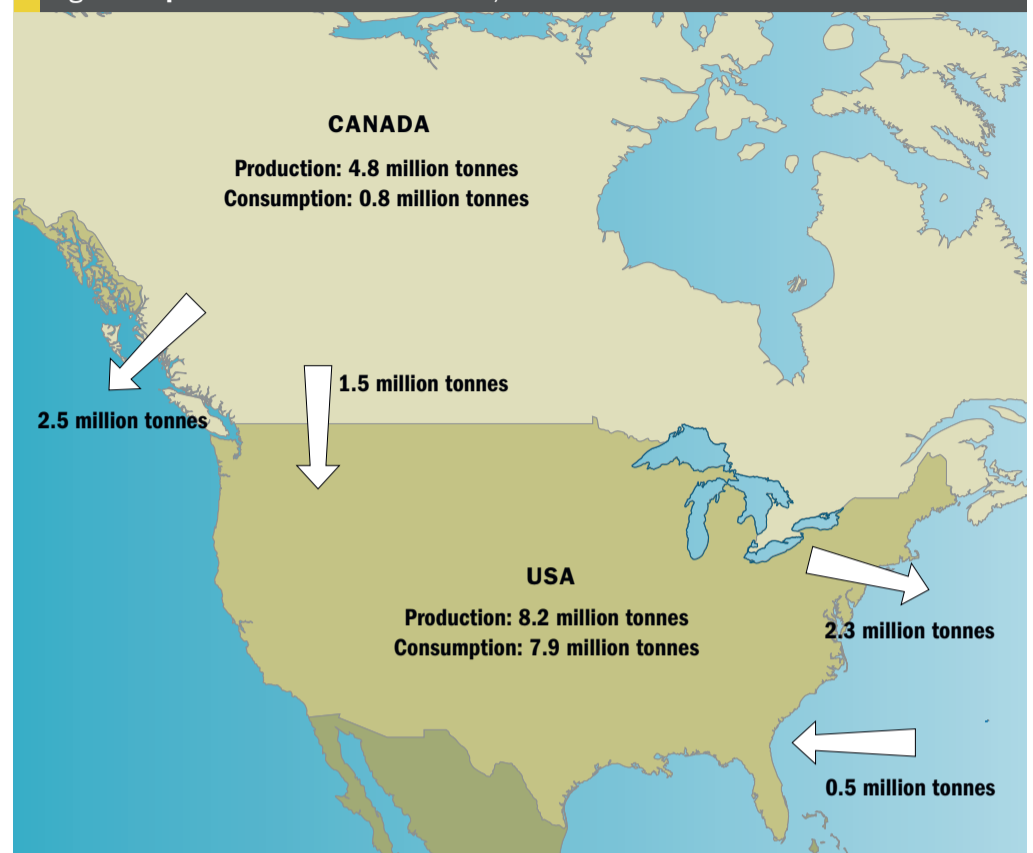 CANADA
Production: 4.8 million tonnes
Consumption: 0.8 million tonnes
1.5 million tonnes
2.5 million tonnes
USA
Production: 8.2 million tonnes
Consumption: 7.9 million tonnes
2.3 million tonnes
0.5 million tonnes